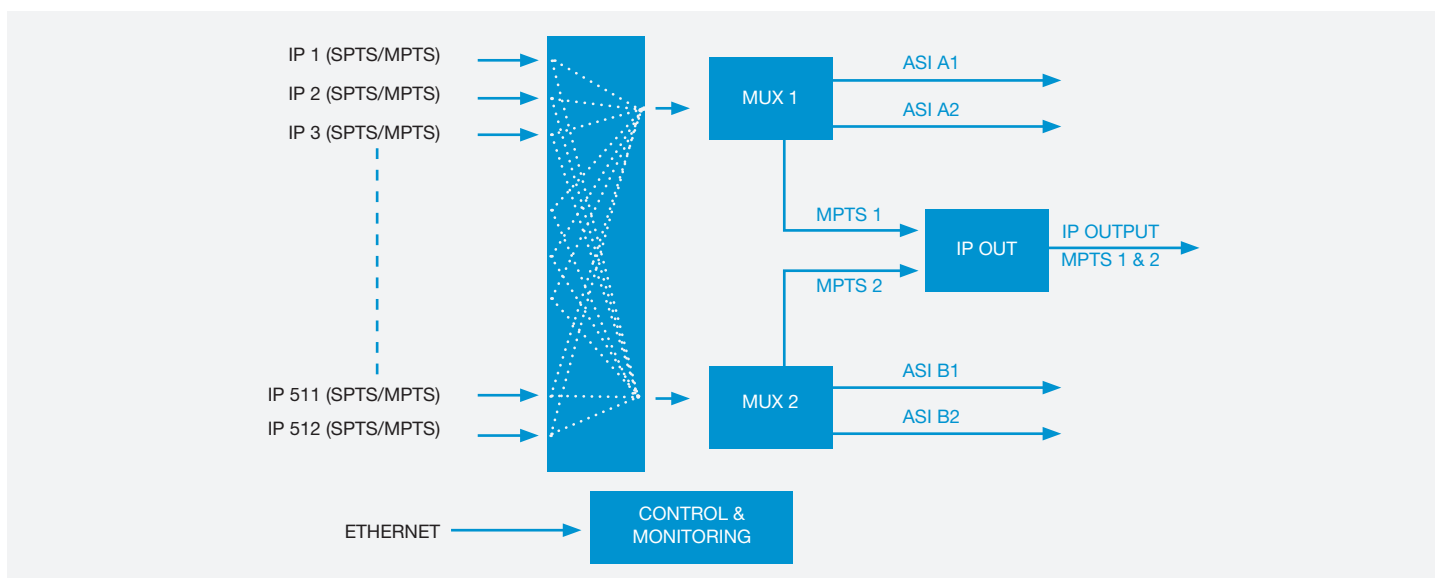 IP 1 (SPTS/MPTS)
IP 2 (SPTS/MPTS)
IP 3 (SPTS/MPTS)
IP 511 (SPTS/MPTS)
IP 512 (SPTS/MPTS)
ETHERNET
MUX 1
ASI A1
ASI A2
MPTS 1
MPTS 2
IP OUT
IP OUTPUT
MPTS 1 & 2
MUX 2
ASI B1
ASI B2
CONTROL &
MONITORING